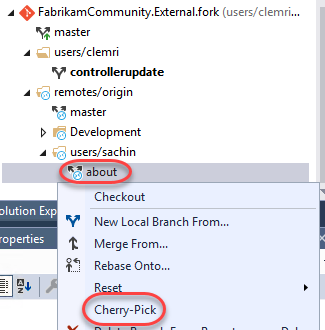 FabrikamCommunity.External.fork (users/clemri...
master
users/clemri
controllerupdate
remotes/origin
master
Development
users/sachin
about
Checkout
olution Exp
New Local Branch From...
roperties
Merge From...
Rebase Onto...
Reset
Cherry-Pick